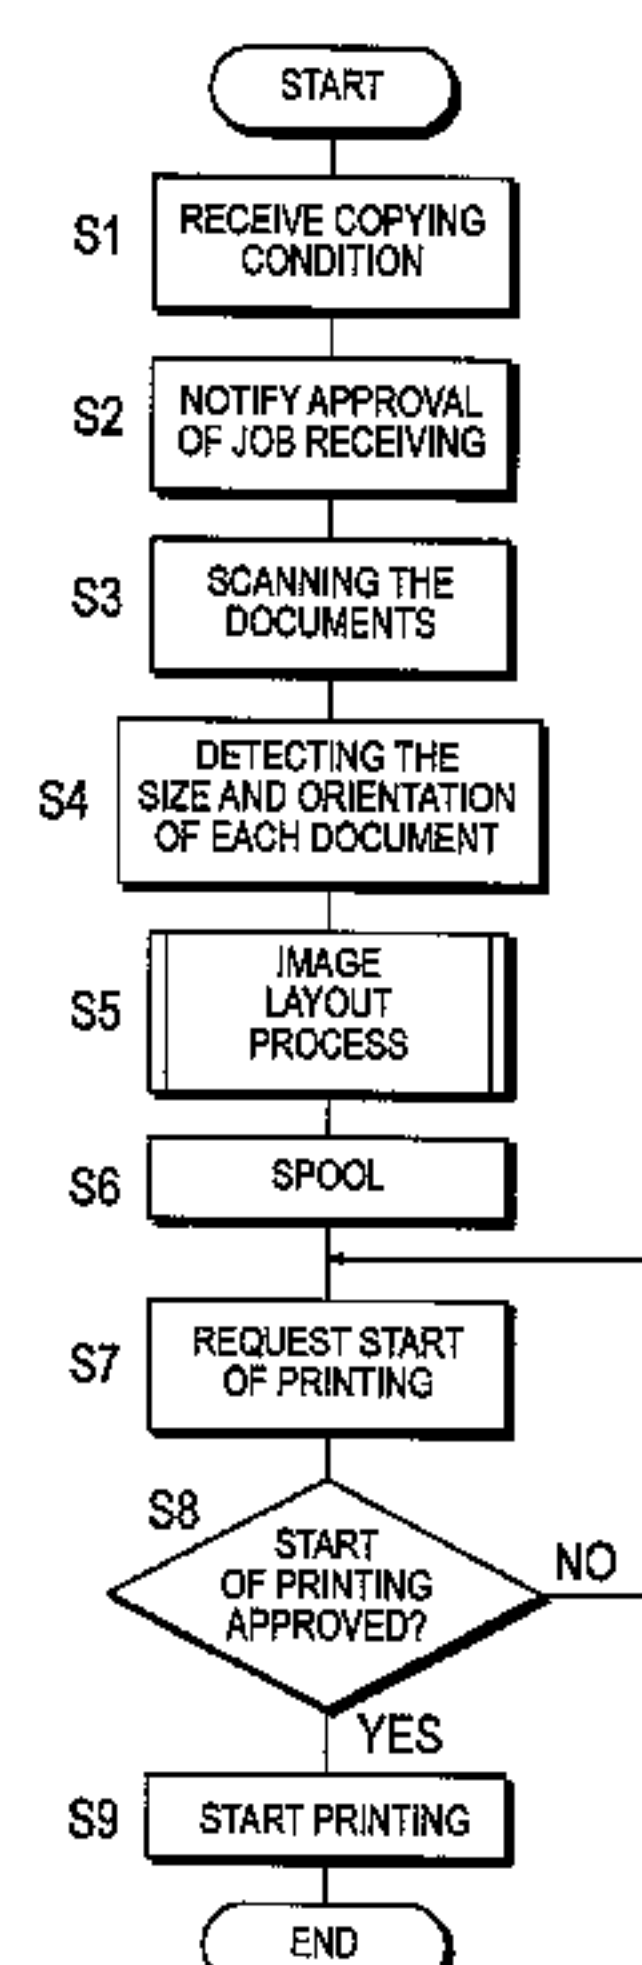 START
S1
RECEIVE COPYING
CONDITION
S2
NOTIFY APPROVAL
OF JOB RECEIVING
S3
SCANNING THE
DOCUMENTS
S4
DETECTING THE
SIZE AND ORIENTATION
OF EACH DOCUMENT
S5
IMAGE
LAYOUT
PROCESS
S6
SPOOL
S7
REQUEST START
OF PRINTING
S8
START
OF PRINTING
APPROVED?
NO
YES
S9
START PRINTING
END